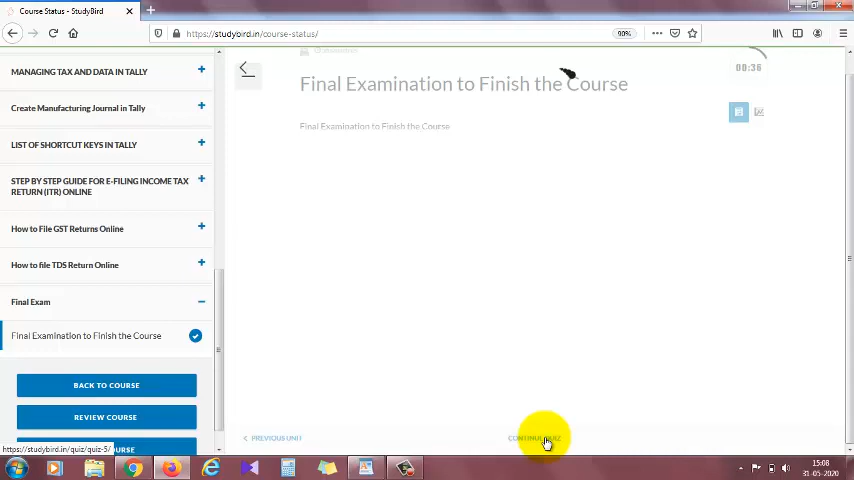 Course Status - StudyBird
https://studybird.in/course-status/
90%
MANAGING TAX AND DATA IN TALLY
Create Manufacturing Journal in Tally
LIST OF SHORTCUT KEYS IN TALLY
STEP BY STEP GUIDE FOR E-FILING INCOME TAX
RETURN (ITR) ONLINE
How to File GST Returns Online
How to file TDS Return Online
Final Exam
Final Examination to Finish the Course
BACK TO COURSE
REVIEW COURSE
COURSE
https://studybird.in/quiz/quiz-5/
00:36
Final Examination to Finish the Course
Final Examination to Finish the Course
PREVIOUS UNIT
CONTINUE QUIZ
15:08
31-05-2020